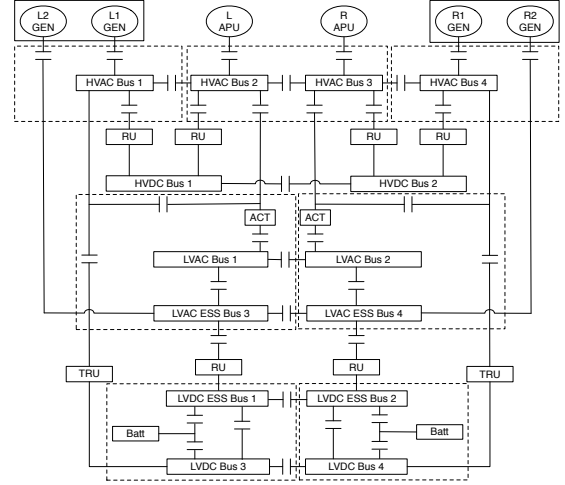 L2 GEN
L1 GEN
L APU
R APU
R1 GEN
R2 GEN
HVAC Bus 1
HVAC Bus 2
HVAC Bus 3
HVAC Bus 4
RU
RU
RU
RU
HVDC Bus 1
HVDC Bus 2
ACT
ACT
LVAC Bus 1
LVAC Bus 2
LVAC ESS Bus 3
LVAC ESS Bus 4
TRU
RU
RU
TRU
LVDC ESS Bus 1
LVDC ESS Bus 2
Batt
Batt
LVDC Bus 3
LVDC Bus 4